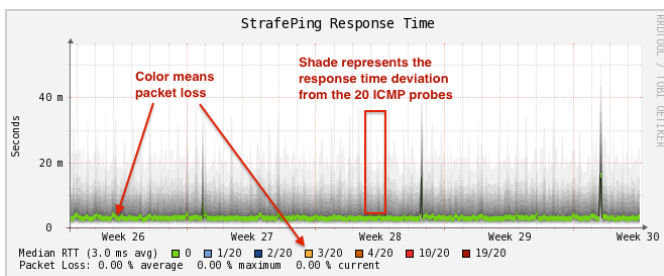 StrafePing Response Time
RRDTOOL / TOBI OETIKER
Color means
packet loss
Shade represents the
response time deviation
from the 20 ICMP probes
Seconds
40 m
20 m
0
Week 26 Week 27 Week 28 Week 29 Week 30
Median RTT (3.0 ms avg) 0 1/20 2/20 3/20 4/20 10/20 19/20
Packet Loss: 0.00 % average 0.00 % maximum 0.00 % current